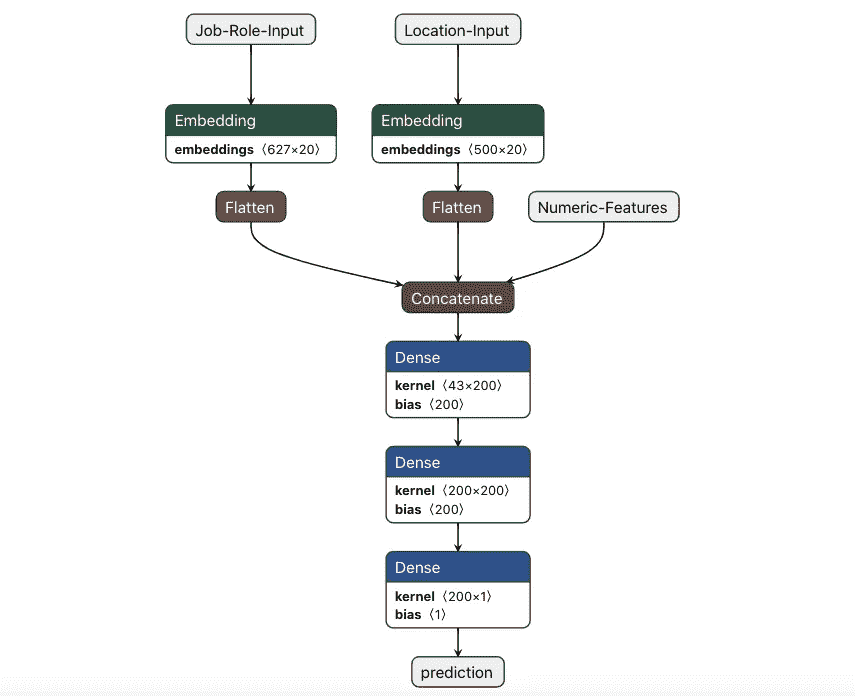 Job-Role-Input
Location-Input
Embedding
embeddings ⟨627×20⟩
Embedding
embeddings ⟨500×20⟩
Flatten
Flatten
Numeric-Features
Concatenate
Dense
kernel ⟨43×200⟩
bias ⟨200⟩
Dense
kernel ⟨200×200⟩
bias ⟨200⟩
Dense
kernel ⟨200×1⟩
bias ⟨1⟩
prediction